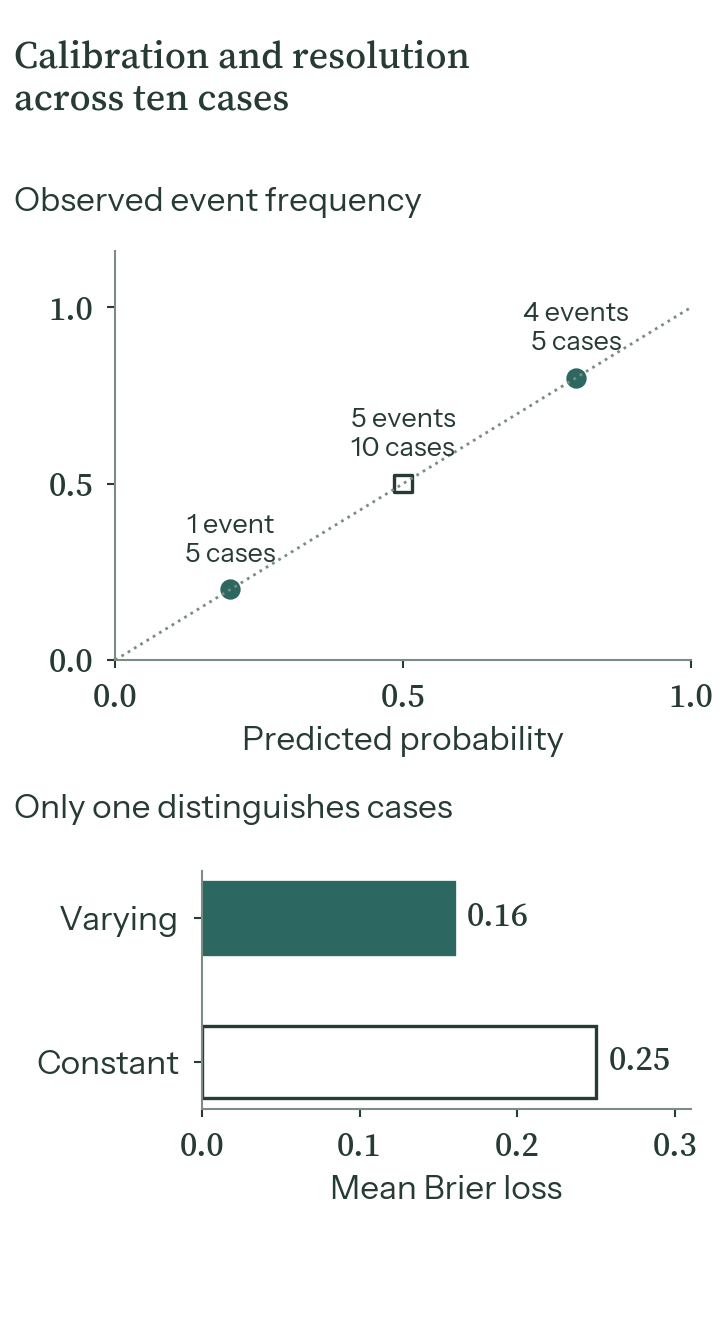 Calibration and resolution
across ten cases
Observed event frequency
1.0
4 events
5 cases
5 events
10 cases
0.5
1 event
5 cases
0.0
0.0
0.5
1.0
Predicted probability
Only one distinguishes cases
Varying
0.16
Constant
0.25
0.0
0.1
0.2
0.3
Mean Brier loss